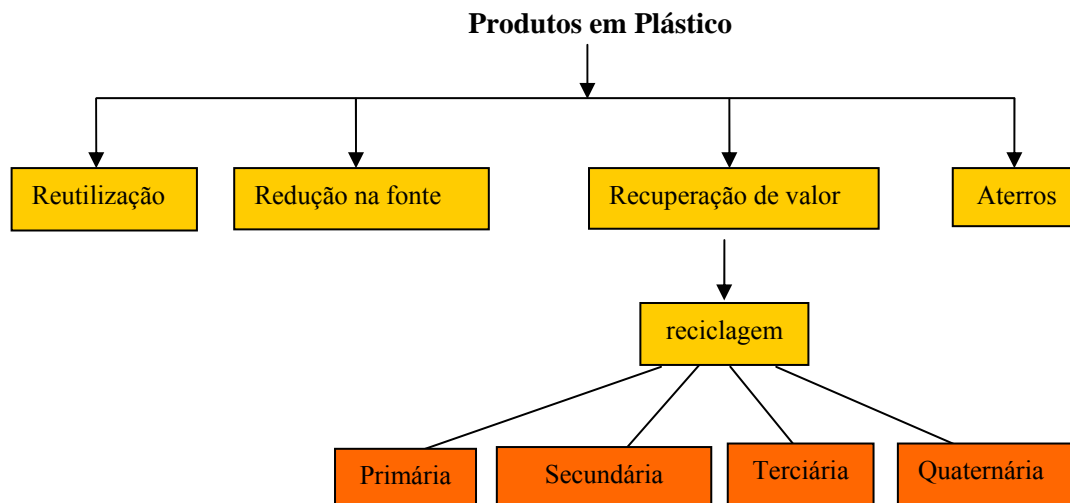 Produtos em Plástico
Reutilização
Redução na fonte
Recuperação de valor
Aterros
reciclagem
Primária
Secundária
Terciária
Quaternária